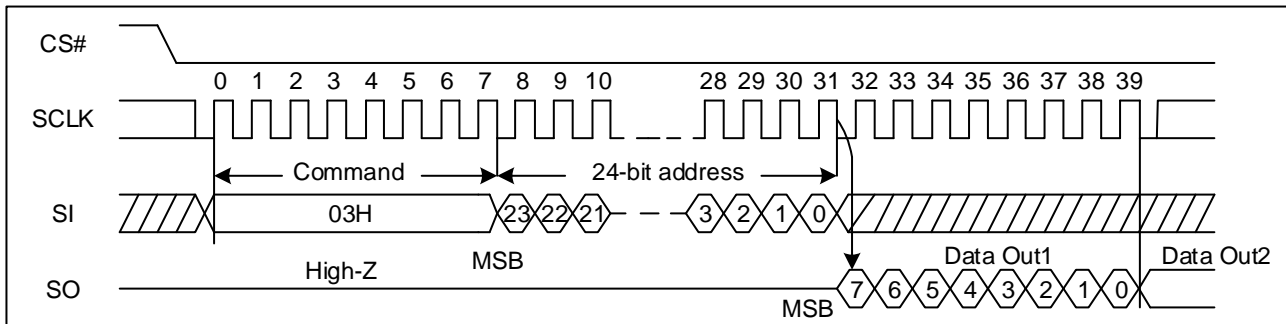 CS#
0 1 2 3 4 5 6 7 8 9 10 28 29 30 31 32 33 34 35 36 37 38 39
SCLK
Command 24-bit address
SI 03H 23 22 21 3 2 1 0
High-Z MSB Data Out1 Data Out2
SO MSB 7 6 5 4 3 2 1 0